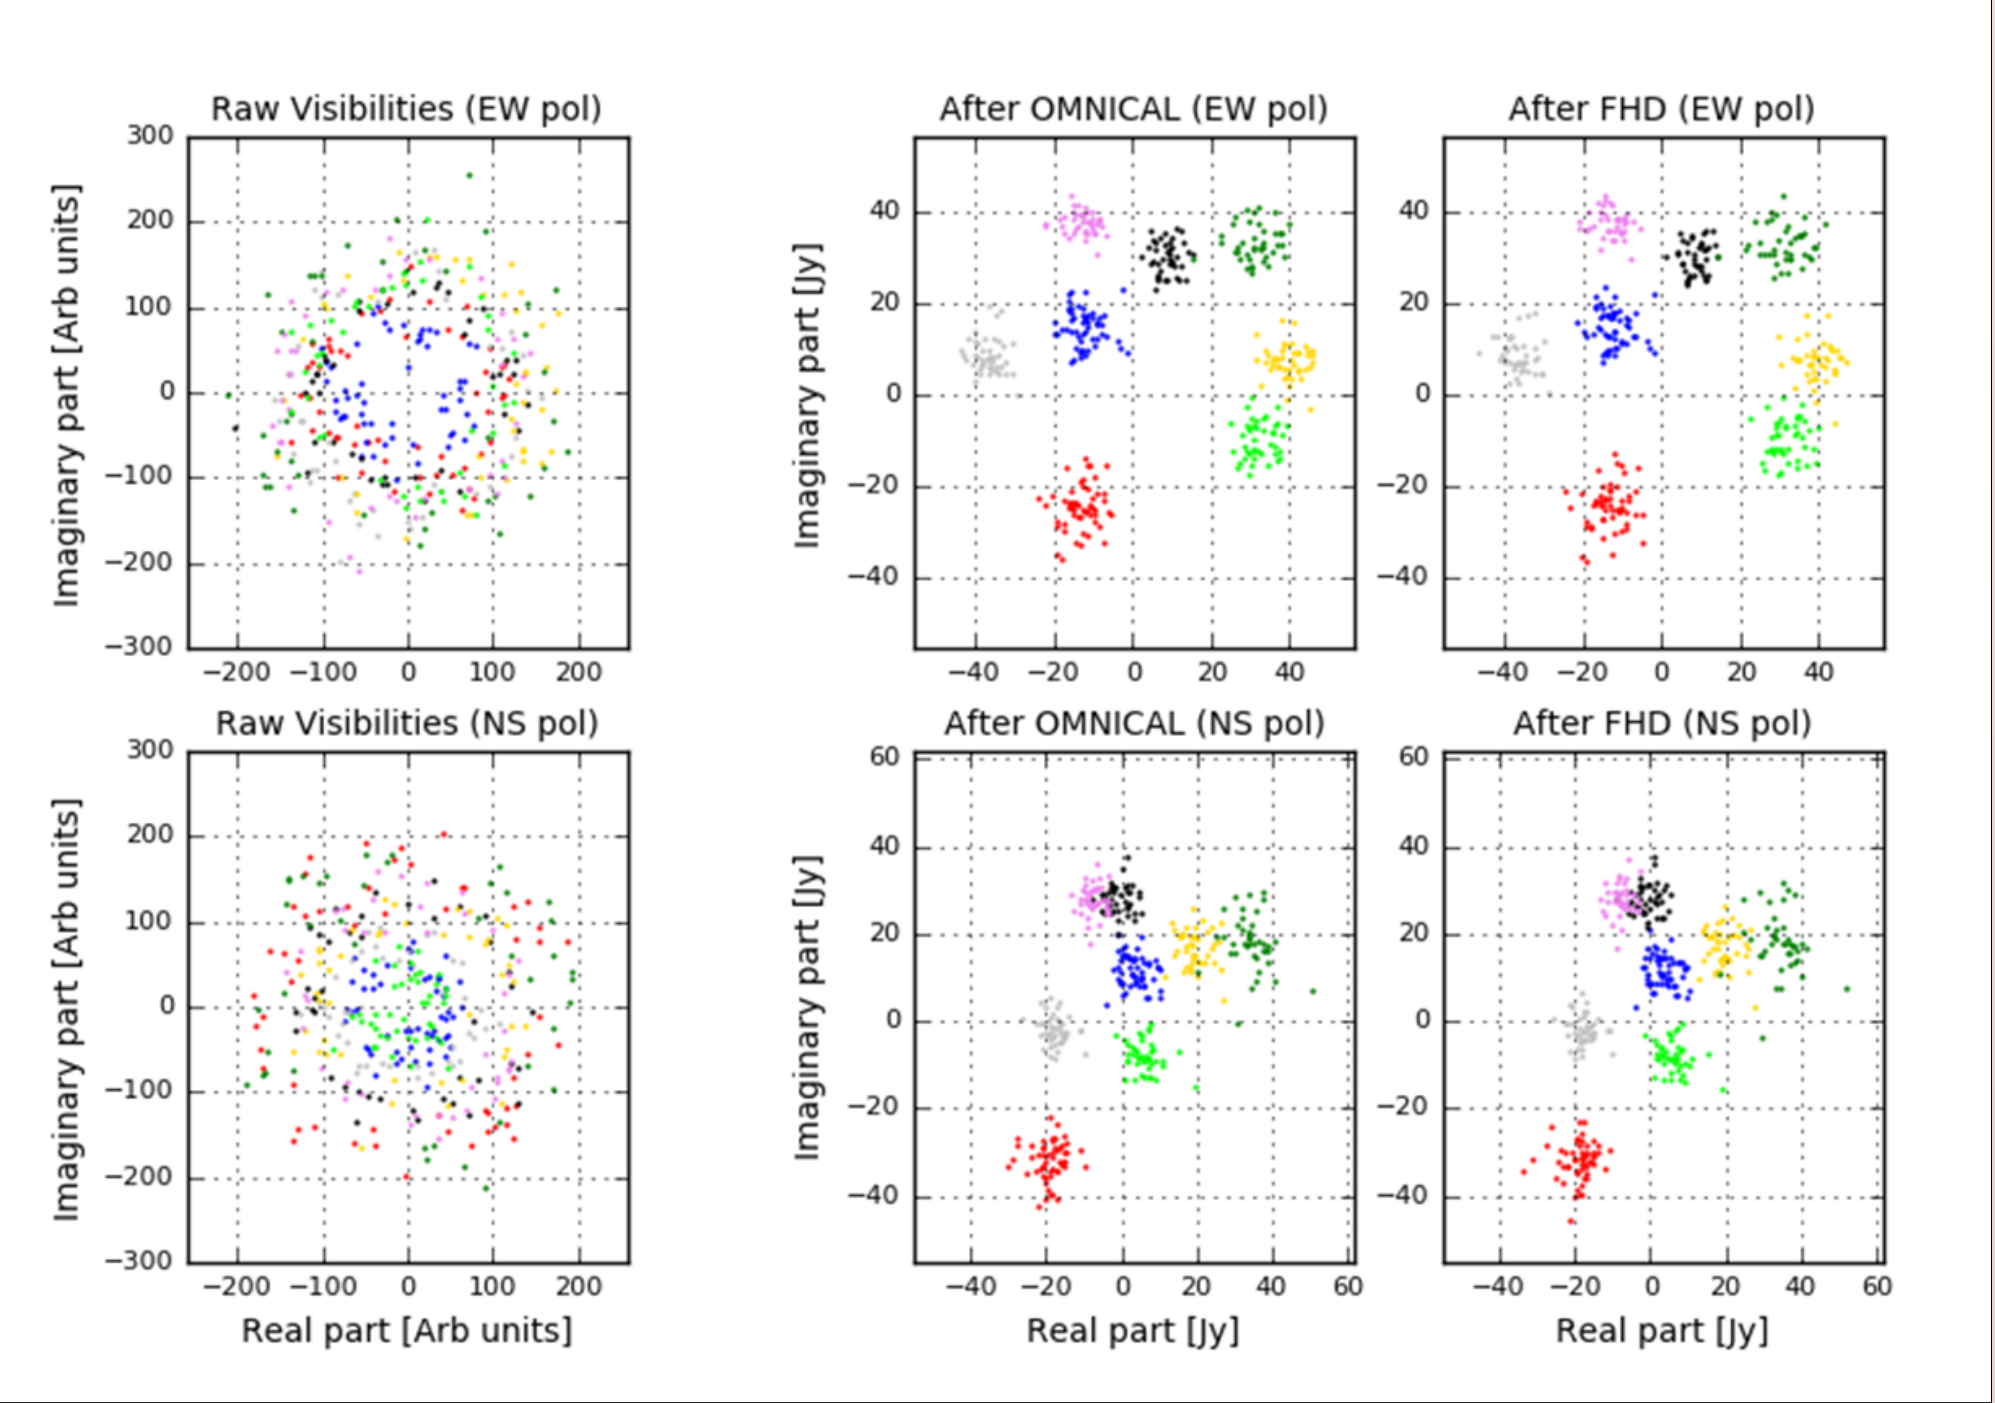 Raw Visibilities (EW pol)
After OMNICAL (EW pol)
After FHD (EW pol)
Imaginary part [Arb units]
300
200
100
0
−100
−200
−300
−200 −100 0 100 200
Imaginary part [Jy]
40
20
0
−20
−40
−40 −20 0 20 40
40
20
0
−20
−40
−40 −20 0 20 40
Raw Visibilities (NS pol)
After OMNICAL (NS pol)
After FHD (NS pol)
Imaginary part [Arb units]
300
200
100
0
−100
−200
−300
−200 −100 0 100 200
Real part [Arb units]
Imaginary part [Jy]
60
40
20
0
−20
−40
−40 −20 0 20 40 60
Real part [Jy]
60
40
20
0
−20
−40
−40 −20 0 20 40 60
Real part [Jy]